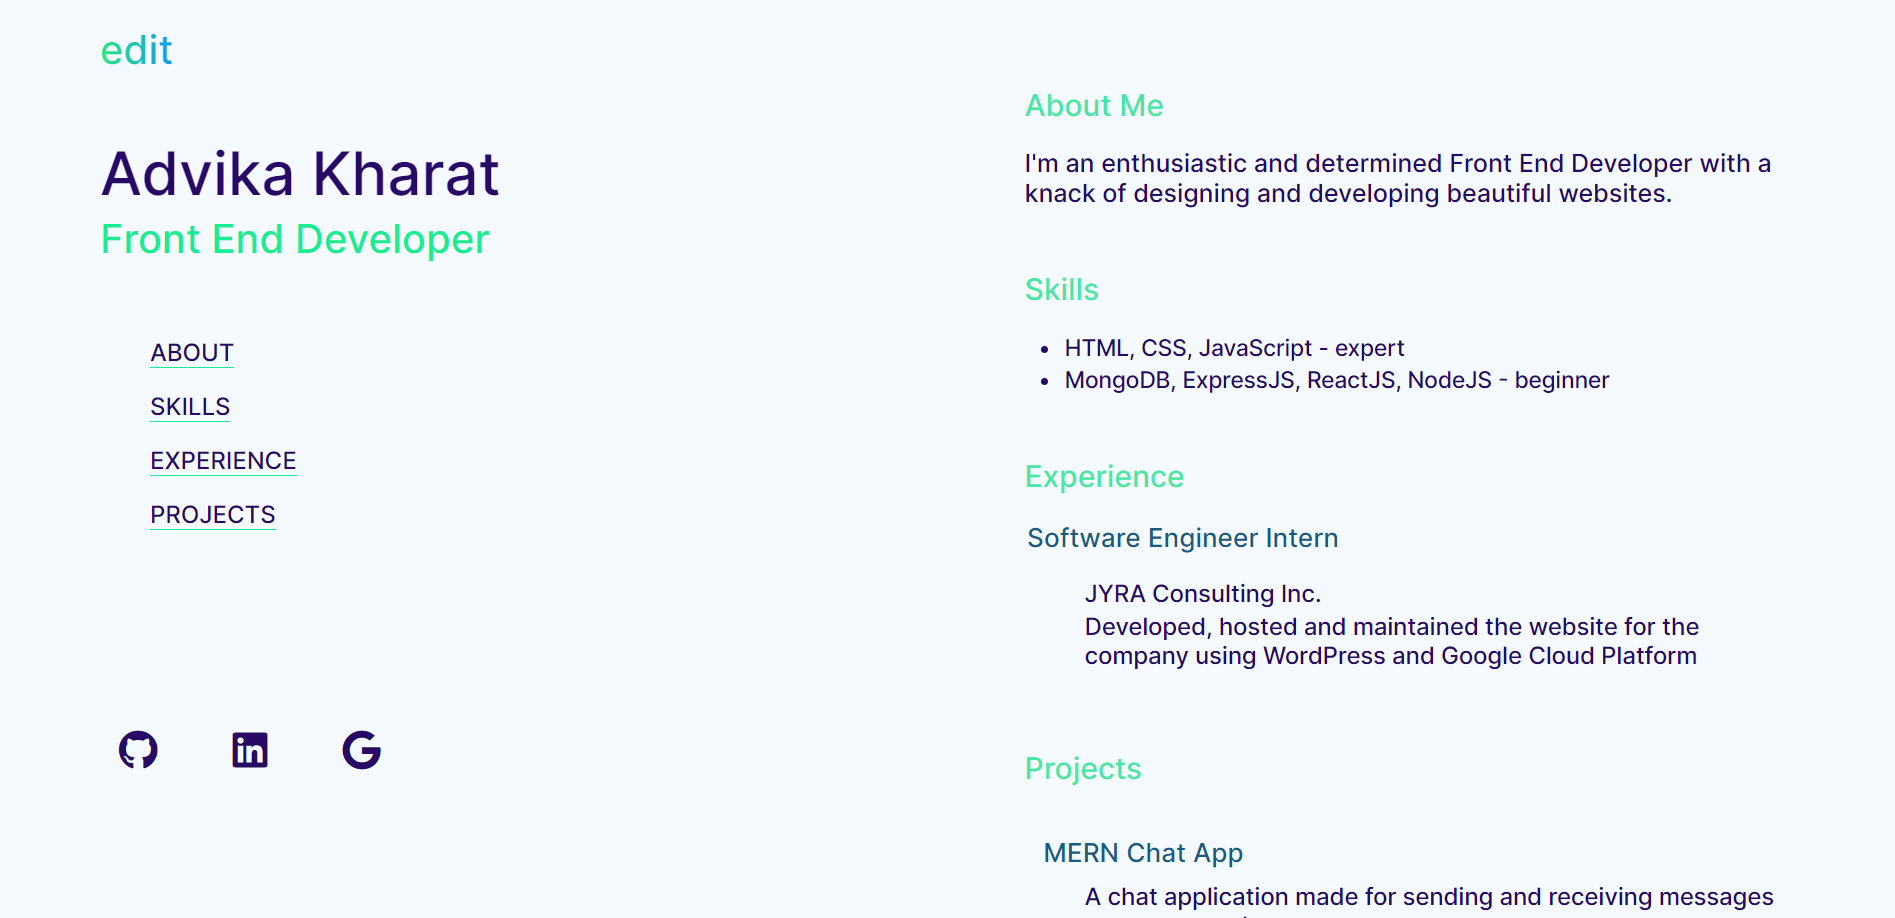 edit
Advika Kharat
Front End Developer
ABOUT
SKILLS
EXPERIENCE
PROJECTS
About Me
I'm an enthusiastic and determined Front End Developer with a
knack of designing and developing beautiful websites.
Skills
• HTML, CSS, JavaScript - expert
• MongoDB, ExpressJS, ReactJS, NodeJS - beginner
Experience
Software Engineer Intern
JYRA Consulting Inc.
Developed, hosted and maintained the website for the
company using WordPress and Google Cloud Platform
Projects
MERN Chat App
A chat application made for sending and receiving messages